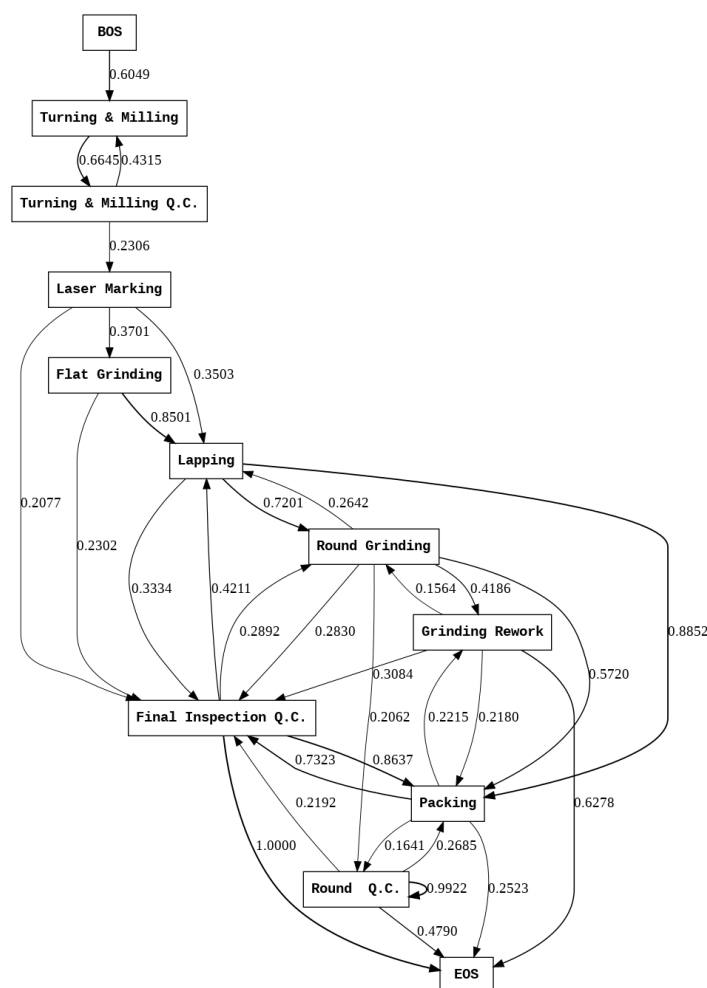 BOS
0.6049
Turning & Milling
0.6645 0.4315
Turning & Milling Q.C.
0.2306
Laser Marking
0.3701
Flat Grinding
0.3503
0.8501
Lapping
0.2077
0.7201
0.2642
0.2302
Round Grinding
0.3334
0.4211
0.1564
0.4186
Grinding Rework
0.2892
0.2830
0.8852
0.3084
0.5720
Final Inspection Q.C.
0.2062
0.2215
0.2180
0.7323
0.8637
Packing
0.2192
0.6278
1.0000
0.1641
0.2685
Round  Q.C.
0.9922
0.2523
0.4790
EOS